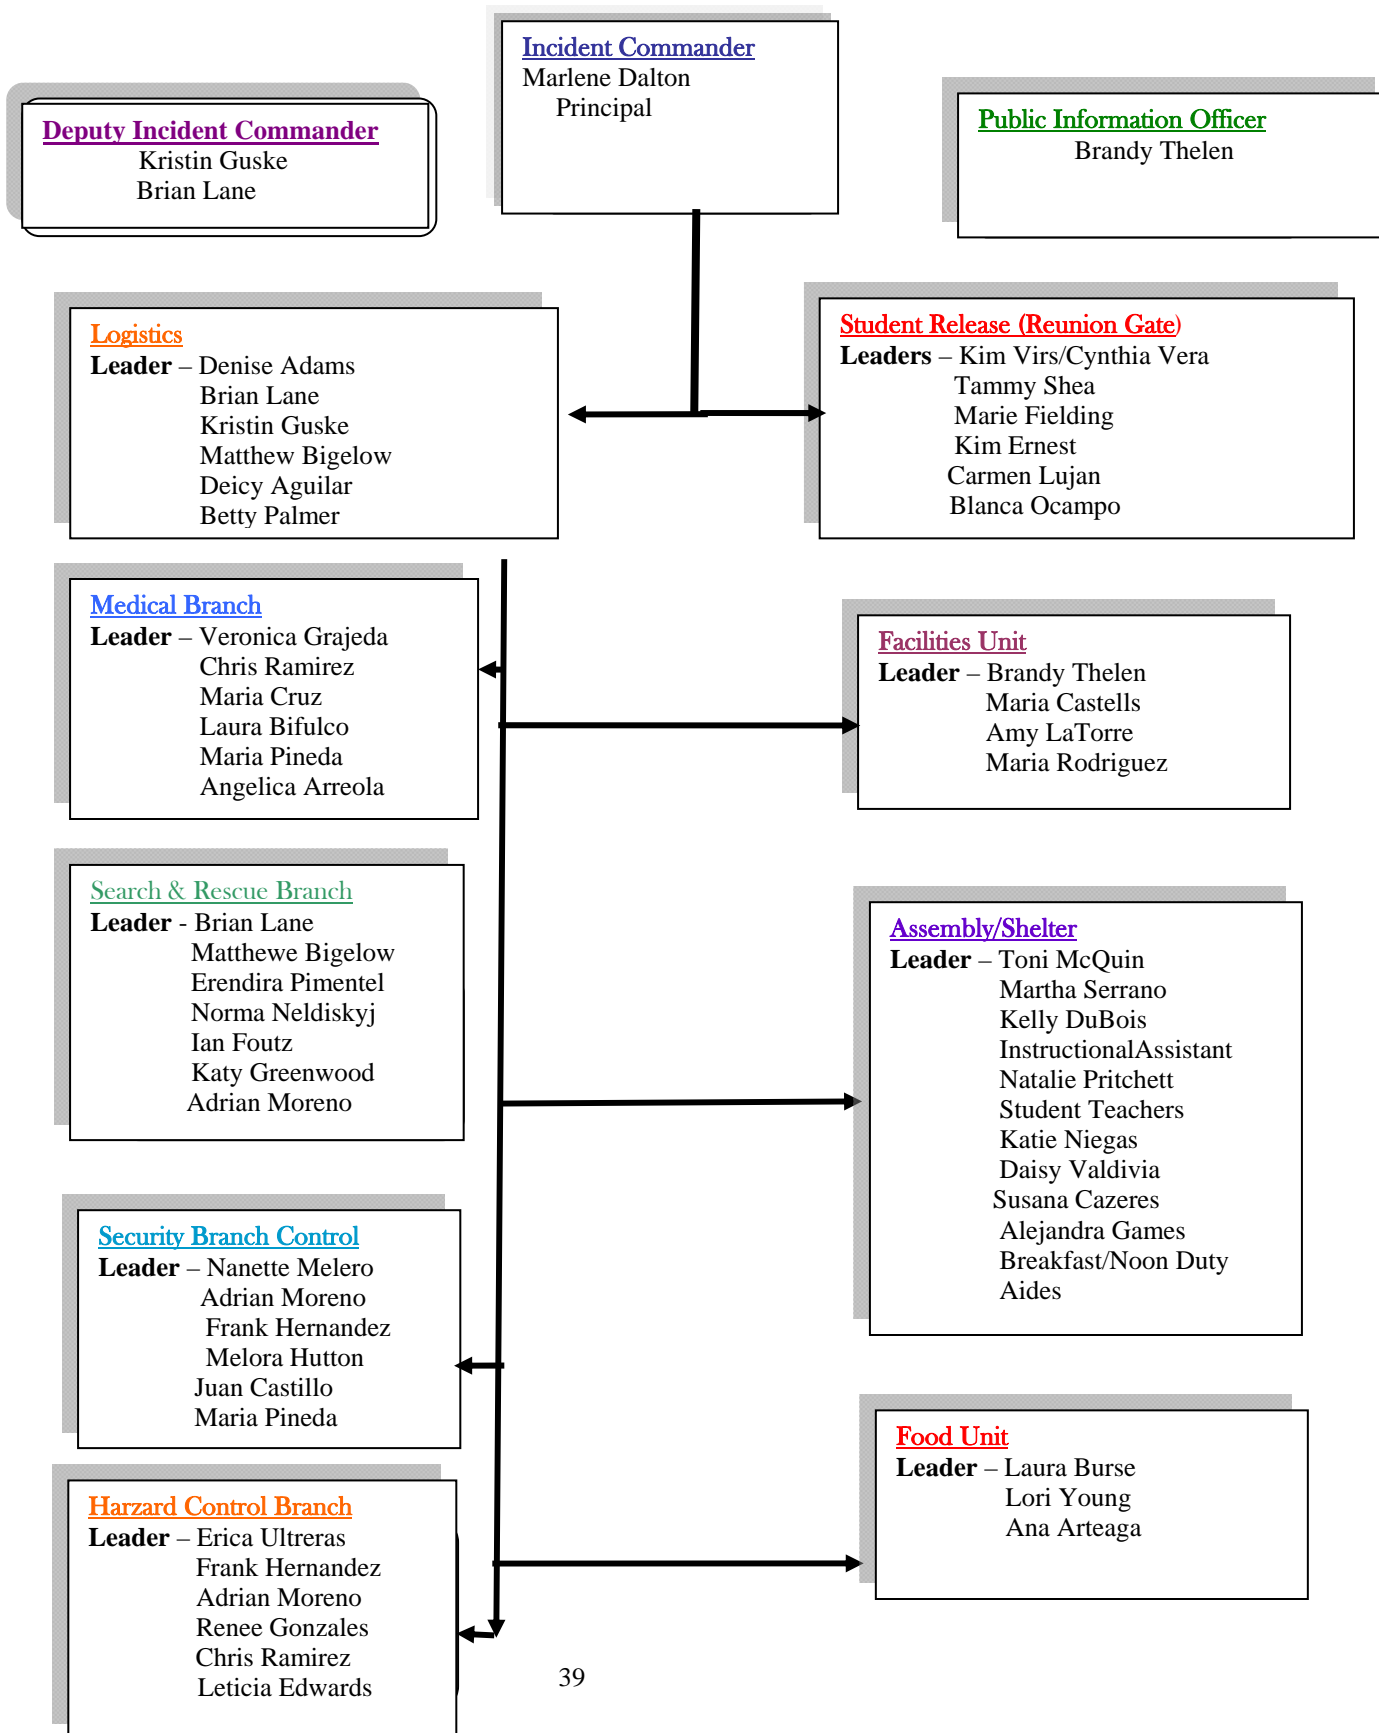 Incident Commander
Marlene Dalton
Principal
Deputy Incident Commander
Kristin Guske
Brian Lane
Public Information Officer
Brandy Thelen
Logistics
Leader – Denise Adams
Brian Lane
Kristin Guske
Matthew Bigelow
Deicy Aguilar
Betty Palmer
Student Release (Reunion Gate)
Leaders – Kim Virs/Cynthia Vera
Tammy Shea
Marie Fielding
Kim Ernest
Carmen Lujan
Blanca Ocampo
Medical Branch
Leader – Veronica Grajeda
Chris Ramirez
Maria Cruz
Laura Bifulco
Maria Pineda
Angelica Arreola
Facilities Unit
Leader – Brandy Thelen
Maria Castells
Amy LaTorre
Maria Rodriguez
Search & Rescue Branch
Leader - Brian Lane
Matthewe Bigelow
Erendira Pimentel
Norma Neldiskyj
Ian Foutz
Katy Greenwood
Adrian Moreno
Assembly/Shelter
Leader – Toni McQuin
Martha Serrano
Kelly DuBois
InstructionalAssistant
Natalie Pritchett
Student Teachers
Katie Niegas
Daisy Valdivia
Susana Cazeres
Alejandra Games
Breakfast/Noon Duty
Aides
Security Branch Control
Leader – Nanette Melero
Adrian Moreno
Frank Hernandez
Melora Hutton
Juan Castillo
Maria Pineda
Food Unit
Leader – Laura Burse
Lori Young
Ana Arteaga
Harzard Control Branch
Leader – Erica Ultreras
Frank Hernandez
Adrian Moreno
Renee Gonzales
Chris Ramirez
Leticia Edwards
39